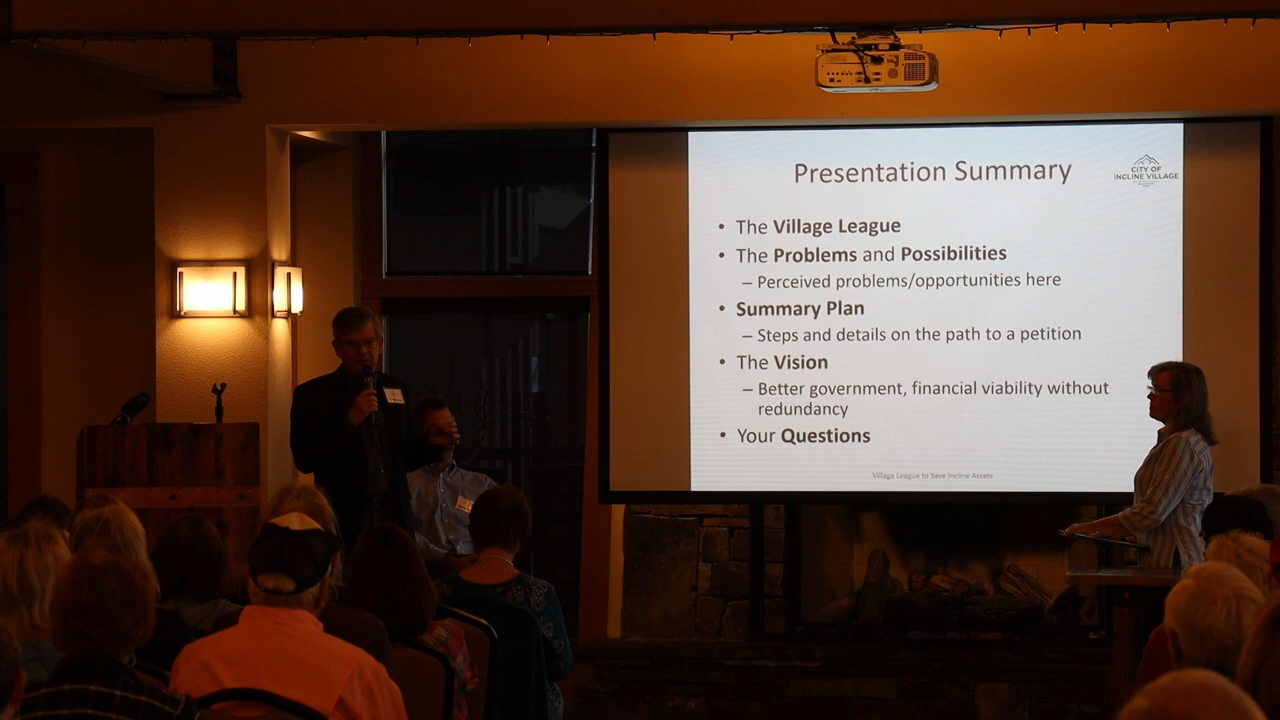 Presentation Summary
CITY OF
INCLINE VILLAGE
• The Village League
• The Problems and Possibilities
– Perceived problems/opportunities here
• Summary Plan
– Steps and details on the path to a petition
• The Vision
– Better government, financial viability without
redundancy
• Your Questions
Village League to Save Incline Assets